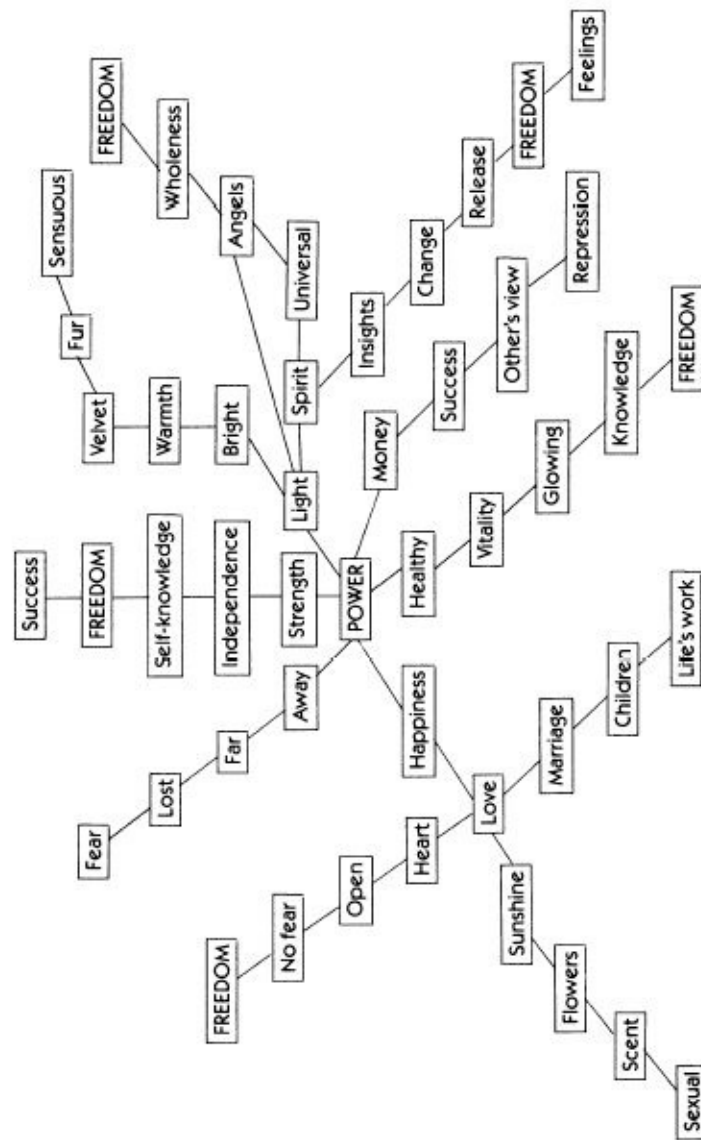 Fear
Lost
Far
Away
Success
FREEDOM
Self-knowledge
Independence
Strength
Sensuous
Fur
Velvet
Warmth
Bright
Light
FREEDOM
Wholeness
Angels
Universal
Spirit
Insights
Change
Release
FREEDOM
Feelings
POWER
Money
Success
Other's view
Repression
Healthy
Vitality
Glowing
Knowledge
FREEDOM
Happiness
Love
Heart
Open
No fear
FREEDOM
Marriage
Children
Life's work
Sunshine
Flowers
Scent
Sexual